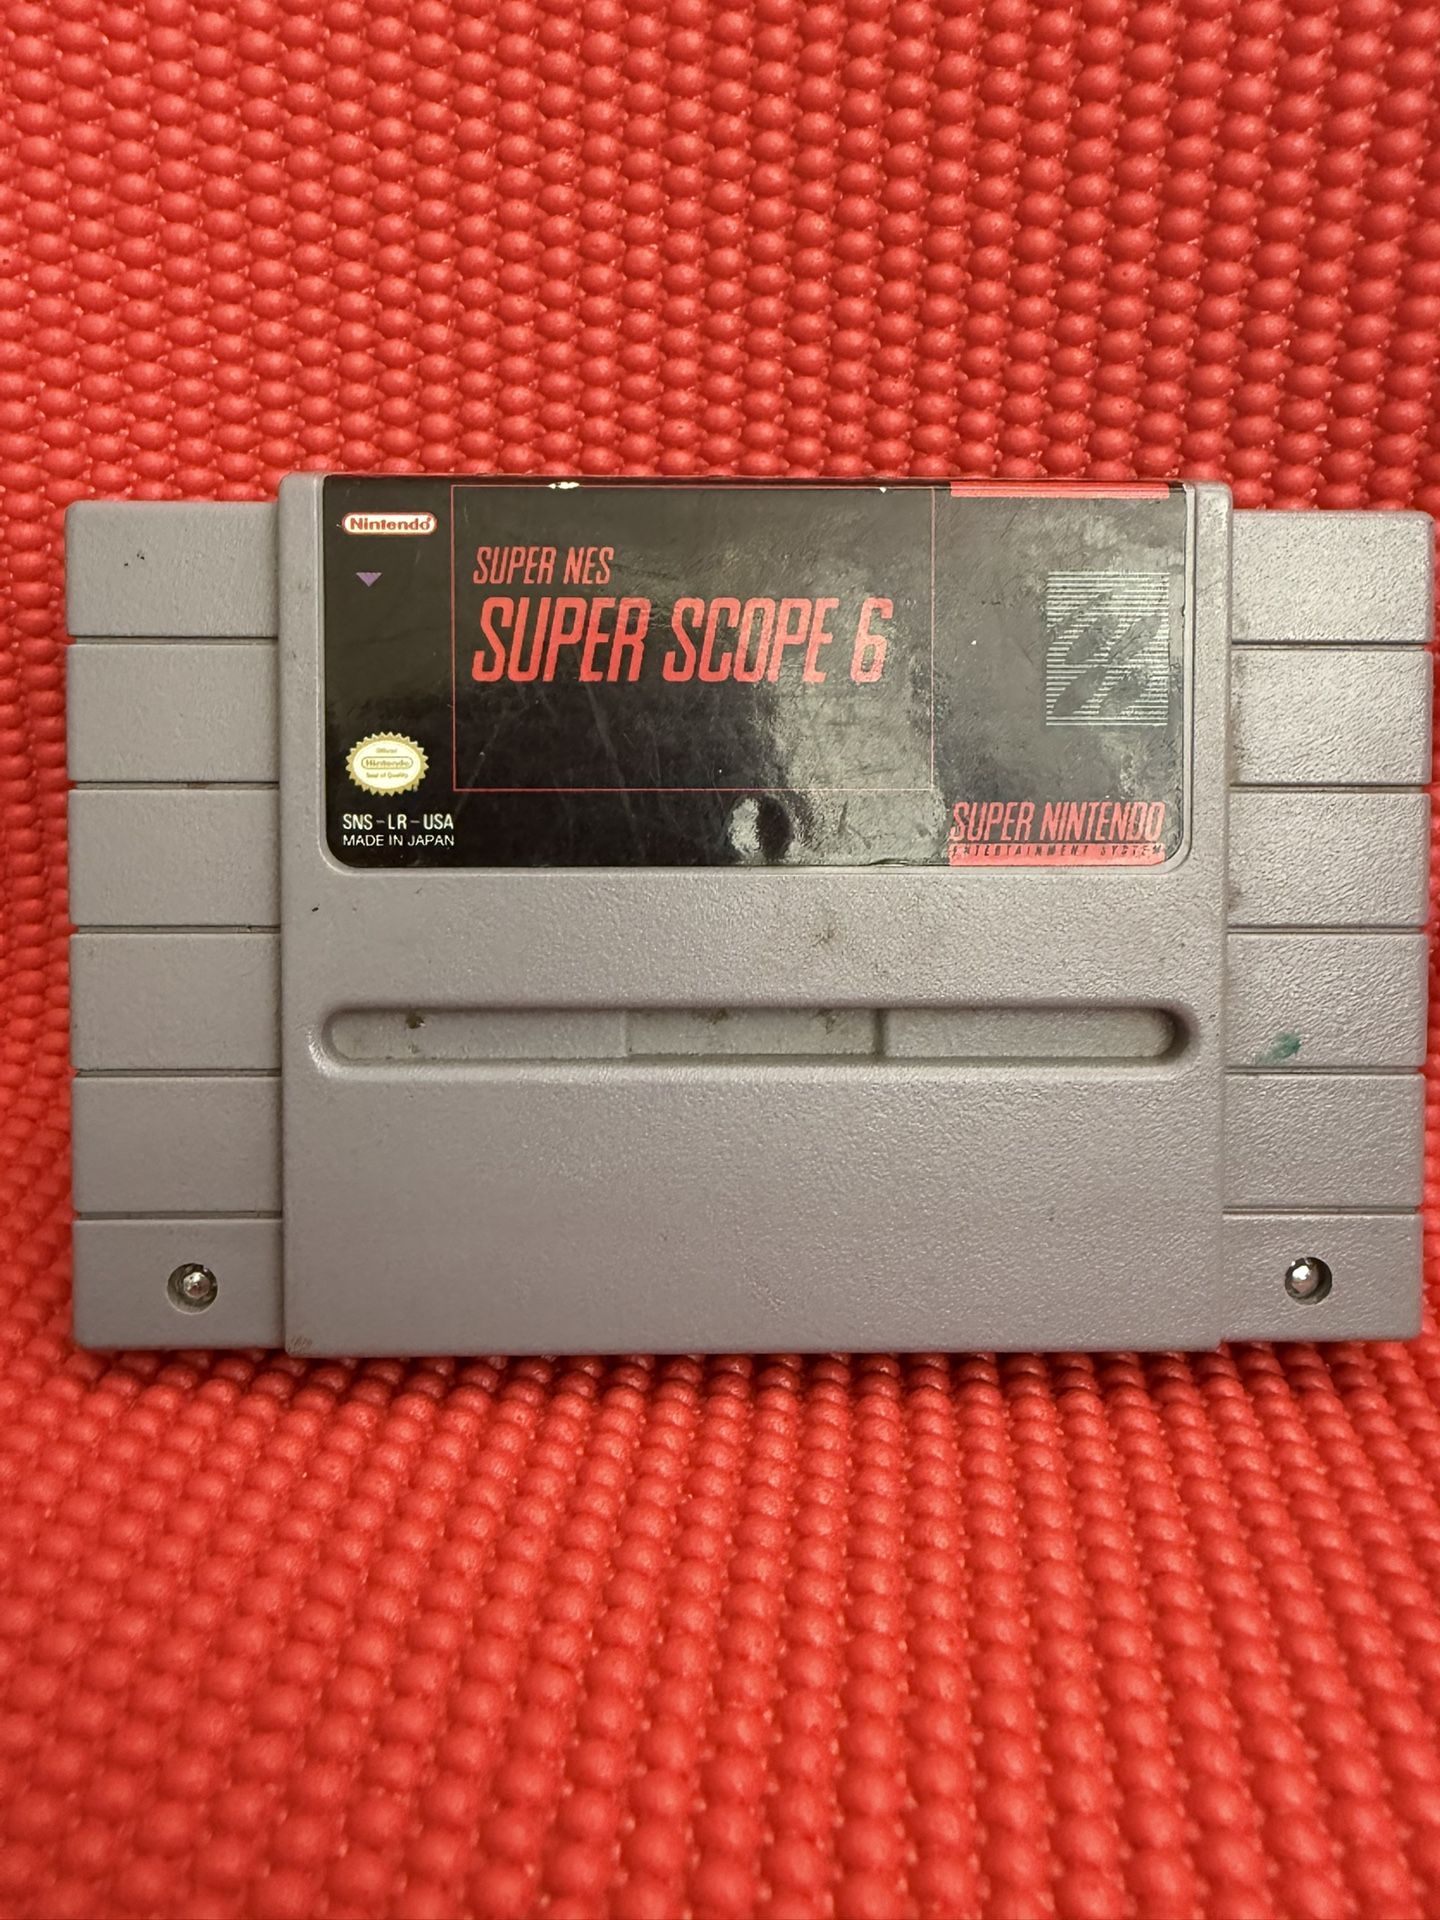 Nintendo
SUPER NES
SUPER SCOPE 6
Official
Nintendo
Seal of Quality
SNS-LR-USA
MADE IN JAPAN
SUPER NINTENDO
ENTERTAINMENT SYSTEM